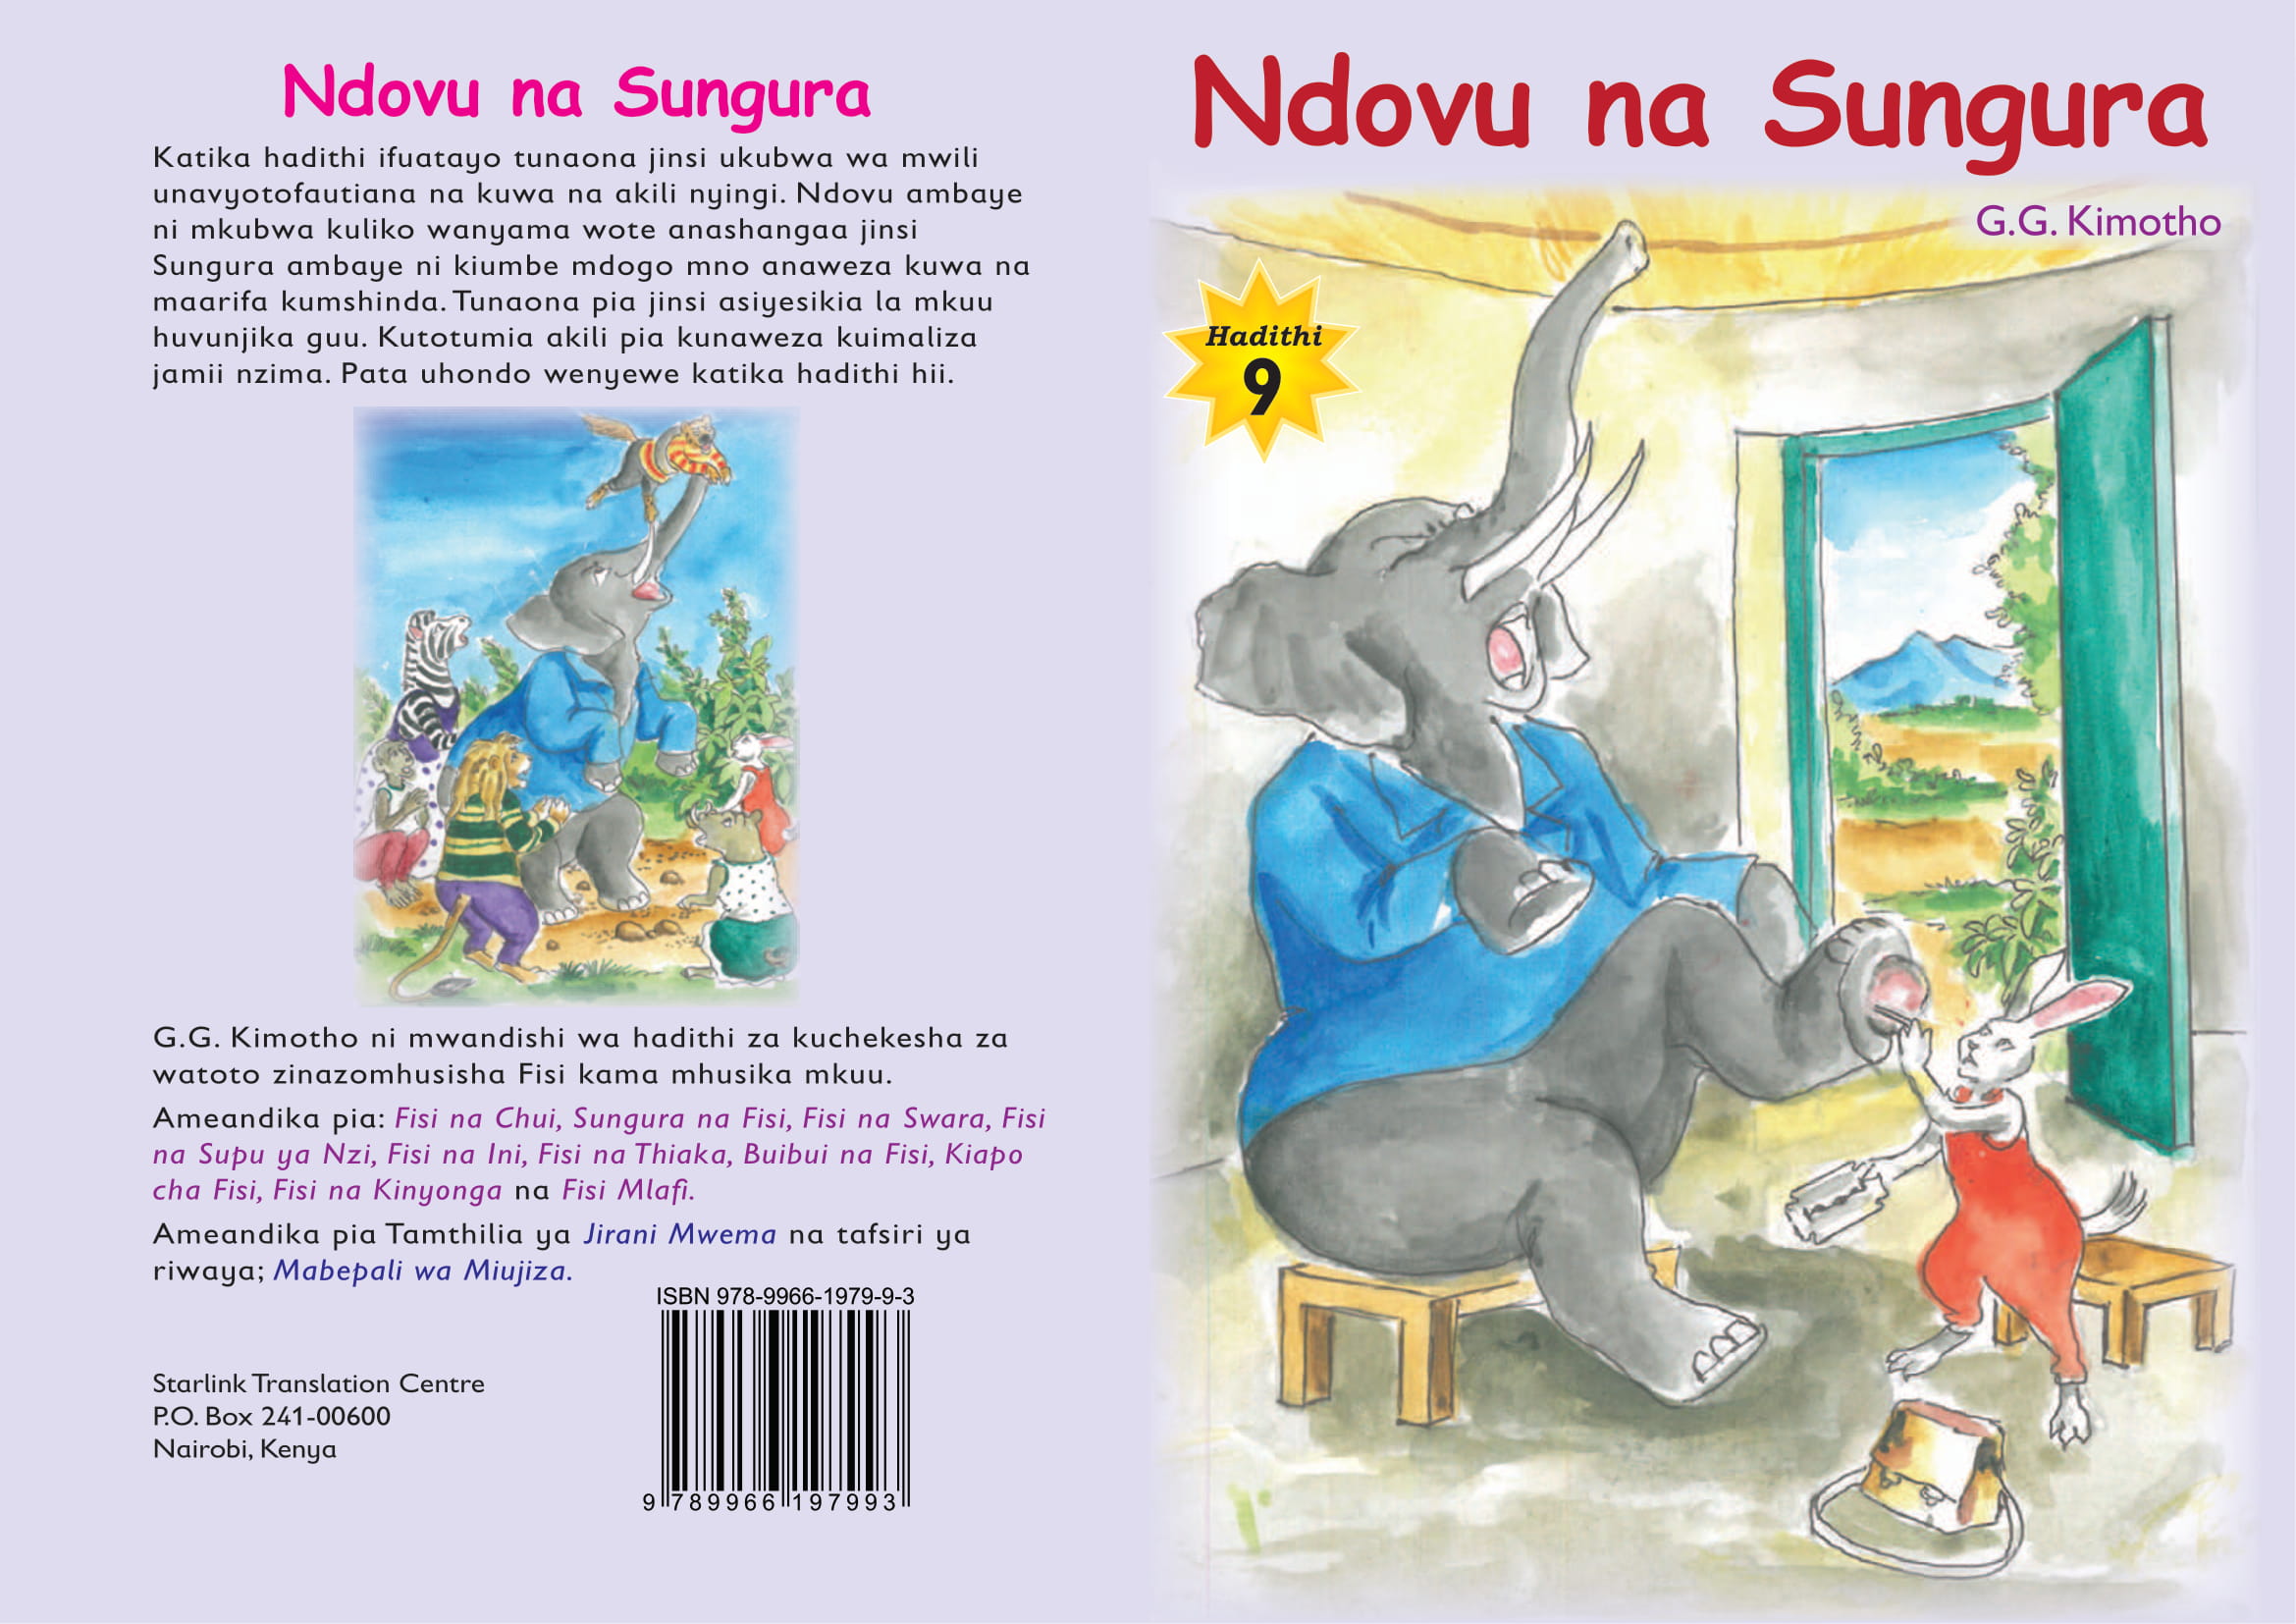 Ndovu na Sungura
Katika hadithi ifuatayo tunaona jinsi ukubwa wa mwili
unavyotofautiana na kuwa na akili nyingi. Ndovu ambaye
ni mkubwa kuliko wanyama wote anashangaa jinsi
Sungura ambaye ni kiumbe mdogo mno anaweza kuwa na
maarifa kumshinda. Tunaona pia jinsi asiyesikia la mkuu
huvunjika guu. Kutotumia akili pia kunaweza kuimaliza
jamii nzima. Pata uhondo wenyewe katika hadithi hii.
G.G. Kimotho ni mwandishi wa hadithi za kuchekesha za
watoto zinazomhusisha Fisi kama mhusika mkuu.
Ameandika pia: Fisi na Chui, Sungura na Fisi, Fisi na Swara, Fisi
na Supu ya Nzi, Fisi na Ini, Fisi na Thiaka, Buibui na Fisi, Kiapo
cha Fisi, Fisi na Kinyonga na Fisi Mlafi.
Ameandika pia Tamthilia ya Jirani Mwema na tafsiri ya
riwaya; Mabepali wa Miujiza.
ISBN 978-9966-1979-9-3
9 789966 197993
Starlink Translation Centre
P.O. Box 241-00600
Nairobi, Kenya
Ndovu na Sungura
G.G. Kimotho
Hadithi
9